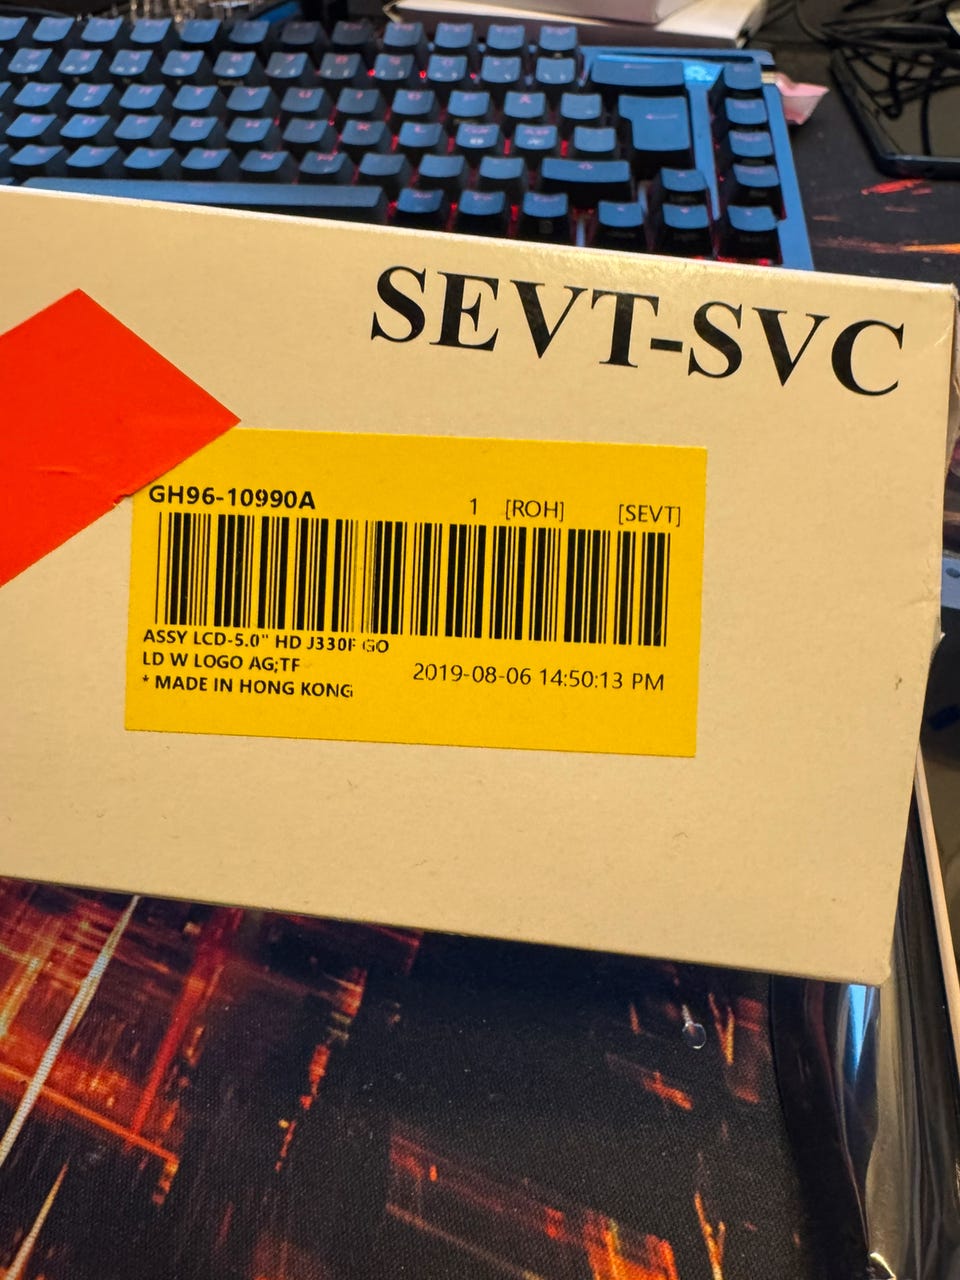 SEVT-SVC
GH96-10990A 1 [ROH] [SEVT]
ASSY LCD-5.0" HD J330F GO
LD W LOGO AG;TF
* MADE IN HONG KONG
2019-08-06 14:50:13 PM